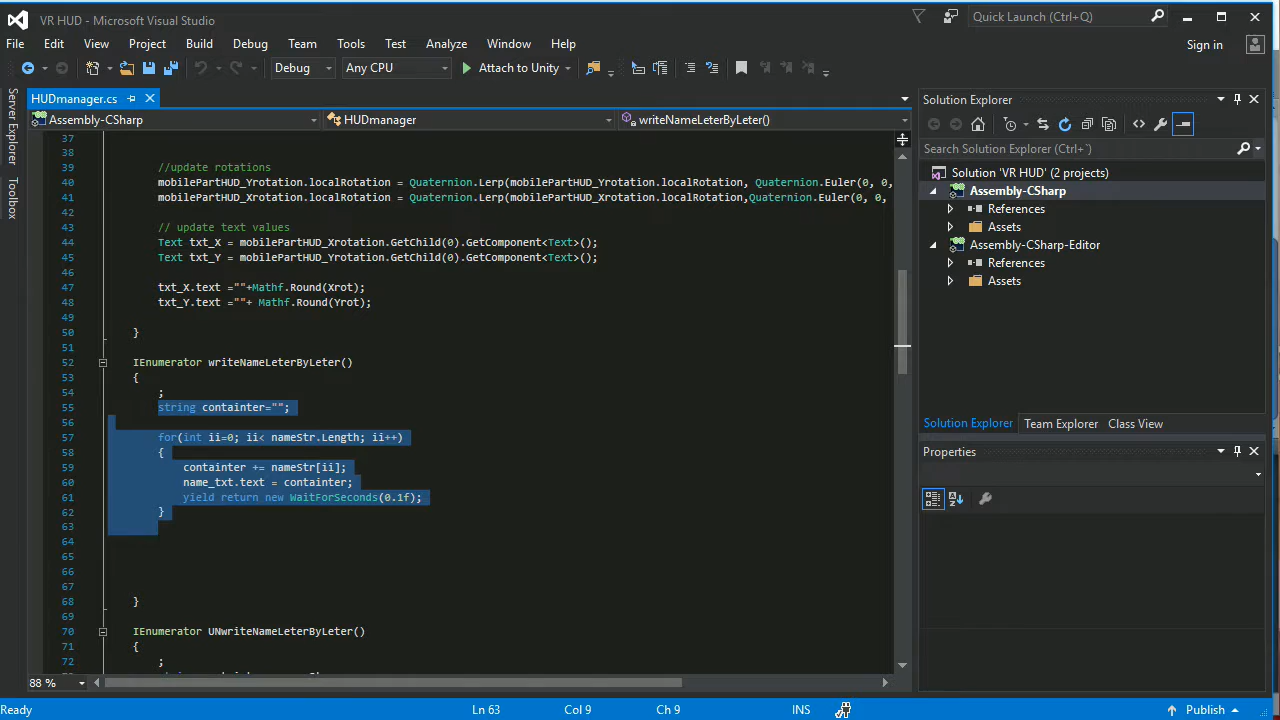 VR HUD - Microsoft Visual Studio
Quick Launch (Ctrl+Q)
File Edit View Project Build Debug Team Tools Test Analyze Window Help
Sign in
Debug Any CPU Attach to Unity
Server Explorer
Toolbox
HUDmanager.cs
Assembly-CSharp HUDmanager writeNameLeterByLeter()
37
38
39 //update rotations
40 mobilePartHUD_Yrotation.localRotation = Quaternion.Lerp(mobilePartHUD_Yrotation.localRotation, Quaternion.Euler(0, 0,
41 mobilePartHUD_Xrotation.localRotation = Quaternion.Lerp(mobilePartHUD_Xrotation.localRotation,Quaternion.Euler(0, 0,
42
43 // update text values
44 Text txt_X = mobilePartHUD_Xrotation.GetChild(0).GetComponent<Text>();
45 Text txt_Y = mobilePartHUD_Yrotation.GetChild(0).GetComponent<Text>();
46
47 txt_X.text =""+Mathf.Round(Xrot);
48 txt_Y.text =""+ Mathf.Round(Yrot);
49
50 }
51
52 IEnumerator writeNameLeterByLeter()
53 {
54 ;
55 string containter="";
56
57 for(int ii=0; ii< nameStr.Length; ii++)
58 {
59 containter += nameStr[ii];
60 name_txt.text = containter;
61 yield return new WaitForSeconds(0.1f);
62 }
63
64
65
66
67
68 }
69
70 IEnumerator UNwriteNameLeterByLeter()
71 {
72 ;
88 %
Solution Explorer
Search Solution Explorer (Ctrl+`)
Solution 'VR HUD' (2 projects)
Assembly-CSharp
References
Assets
Assembly-CSharp-Editor
References
Assets
Solution Explorer Team Explorer Class View
Properties
Ready Ln 63 Col 9 Ch 9 INS Publish